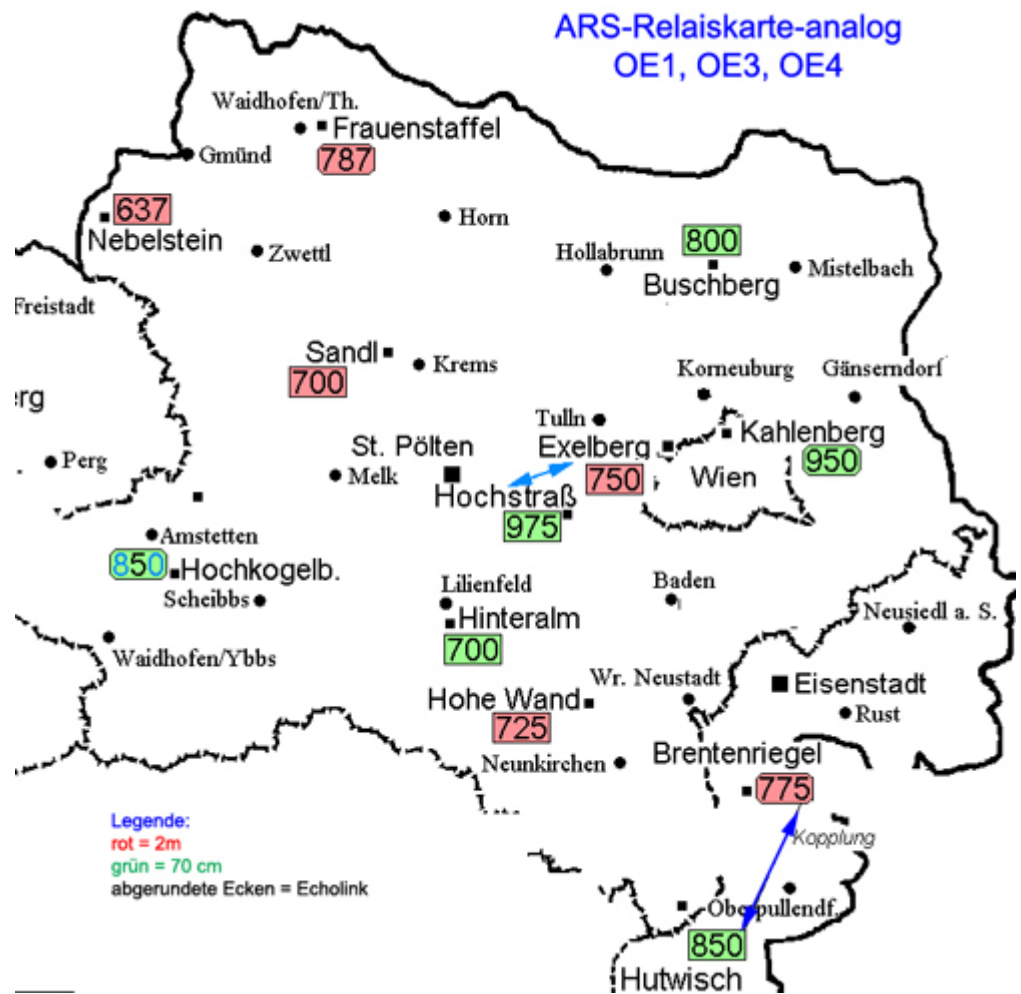 ARS-Relaiskarte-analog
OE1, OE3, OE4
Waidhofen/Th.
Frauenstaffel
787
Gmünd
637
Nebelstein
Horn
Zwettl
Hollabrunn
800
Buschberg
Mistelbach
Freistadt
Sandl
700
Krems
Korneuburg
Gänserndorf
erg
Tulln
Kahlenberg
950
St. Pölten
Exelberg
750
Wien
Perg
Melk
Hochstraß
975
Amstetten
850
Hochkogelb.
Scheibbs
Lilienfeld
Hinteralm
700
Baden
Neusiedl a. S.
Waidhofen/Ybbs
Wr. Neustadt
Eisenstadt
Hohe Wand
725
Rust
Neunkirchen
Brentenriegel
775
Kopplung
Legende:
rot = 2m
grün = 70 cm
abgerundete Ecken = Echolink
Oberpullendf.
850
Hutwisch